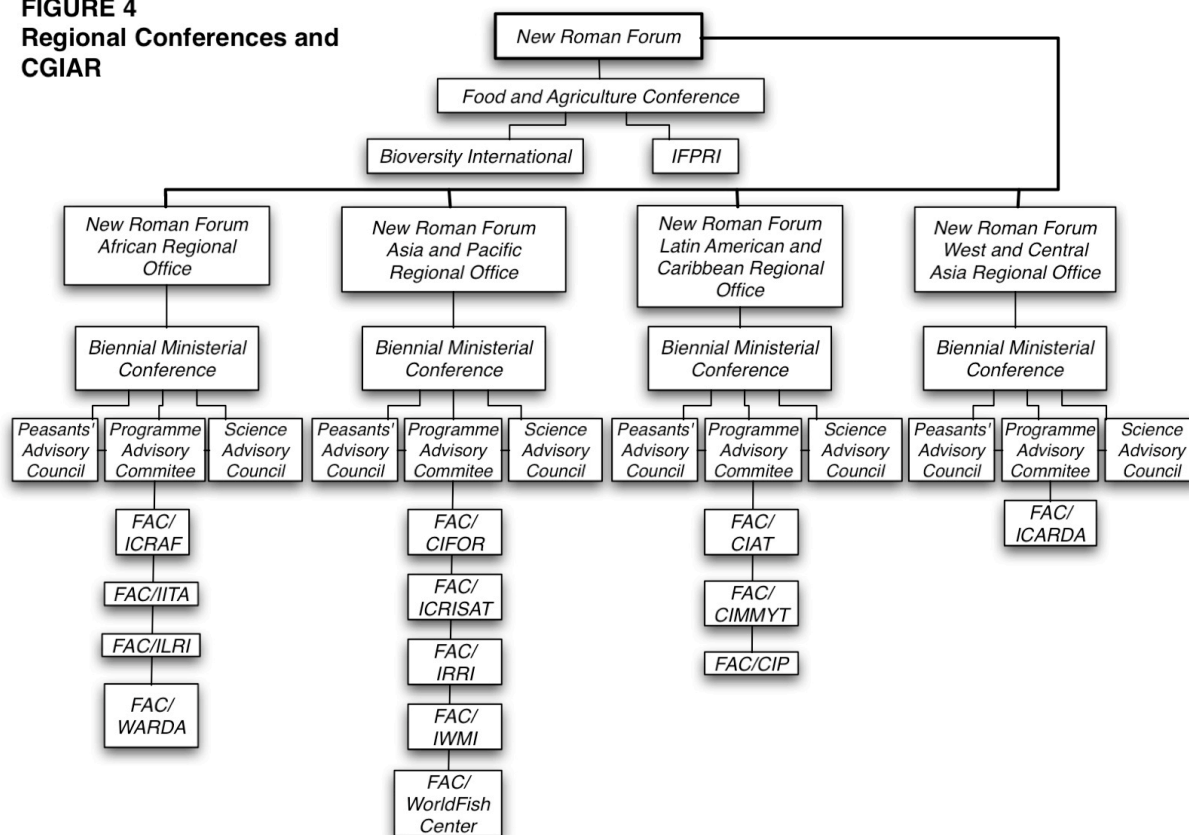 FIGURE 4
Regional Conferences and
CGIAR
New Roman Forum
Food and Agriculture Conference
Bioversity International
IFPRI
New Roman Forum
African Regional
Office
New Roman Forum
Asia and Pacific
Regional Office
New Roman Forum
Latin American and
Caribbean Regional
Office
New Roman Forum
West and Central
Asia Regional Office
Biennial Ministerial
Conference
Biennial Ministerial
Conference
Biennial Ministerial
Conference
Biennial Ministerial
Conference
Peasants'
Advisory
Council
Programme
Advisory
Commitee
Science
Advisory
Council
Peasants'
Advisory
Council
Programme
Advisory
Commitee
Science
Advisory
Council
Peasants'
Advisory
Council
Programme
Advisory
Commitee
Science
Advisory
Council
Peasants'
Advisory
Council
Programme
Advisory
Commitee
Science
Advisory
Council
FAC/
ICRAF
FAC/IITA
FAC/ILRI
FAC/
WARDA
FAC/
CIFOR
FAC/
ICRISAT
FAC/
IRRI
FAC/
IWMI
FAC/
WorldFish
Center
FAC/
CIAT
FAC/
CIMMYT
FAC/CIP
FAC/
ICARDA